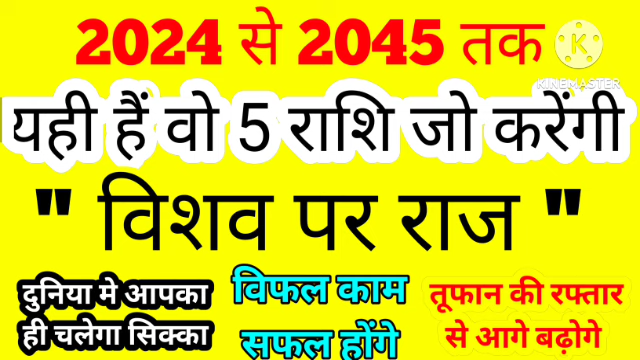 2024 से 2045 तक
KINEMASTER
यही हैं वो 5 राशि जो करेंगी
" विशव पर राज "
दुनिया मे आपका
ही चलेगा सिक्का
विफल काम
सफल होंगे
तूफान की रफ्तार
से आगे बढ़ोगे